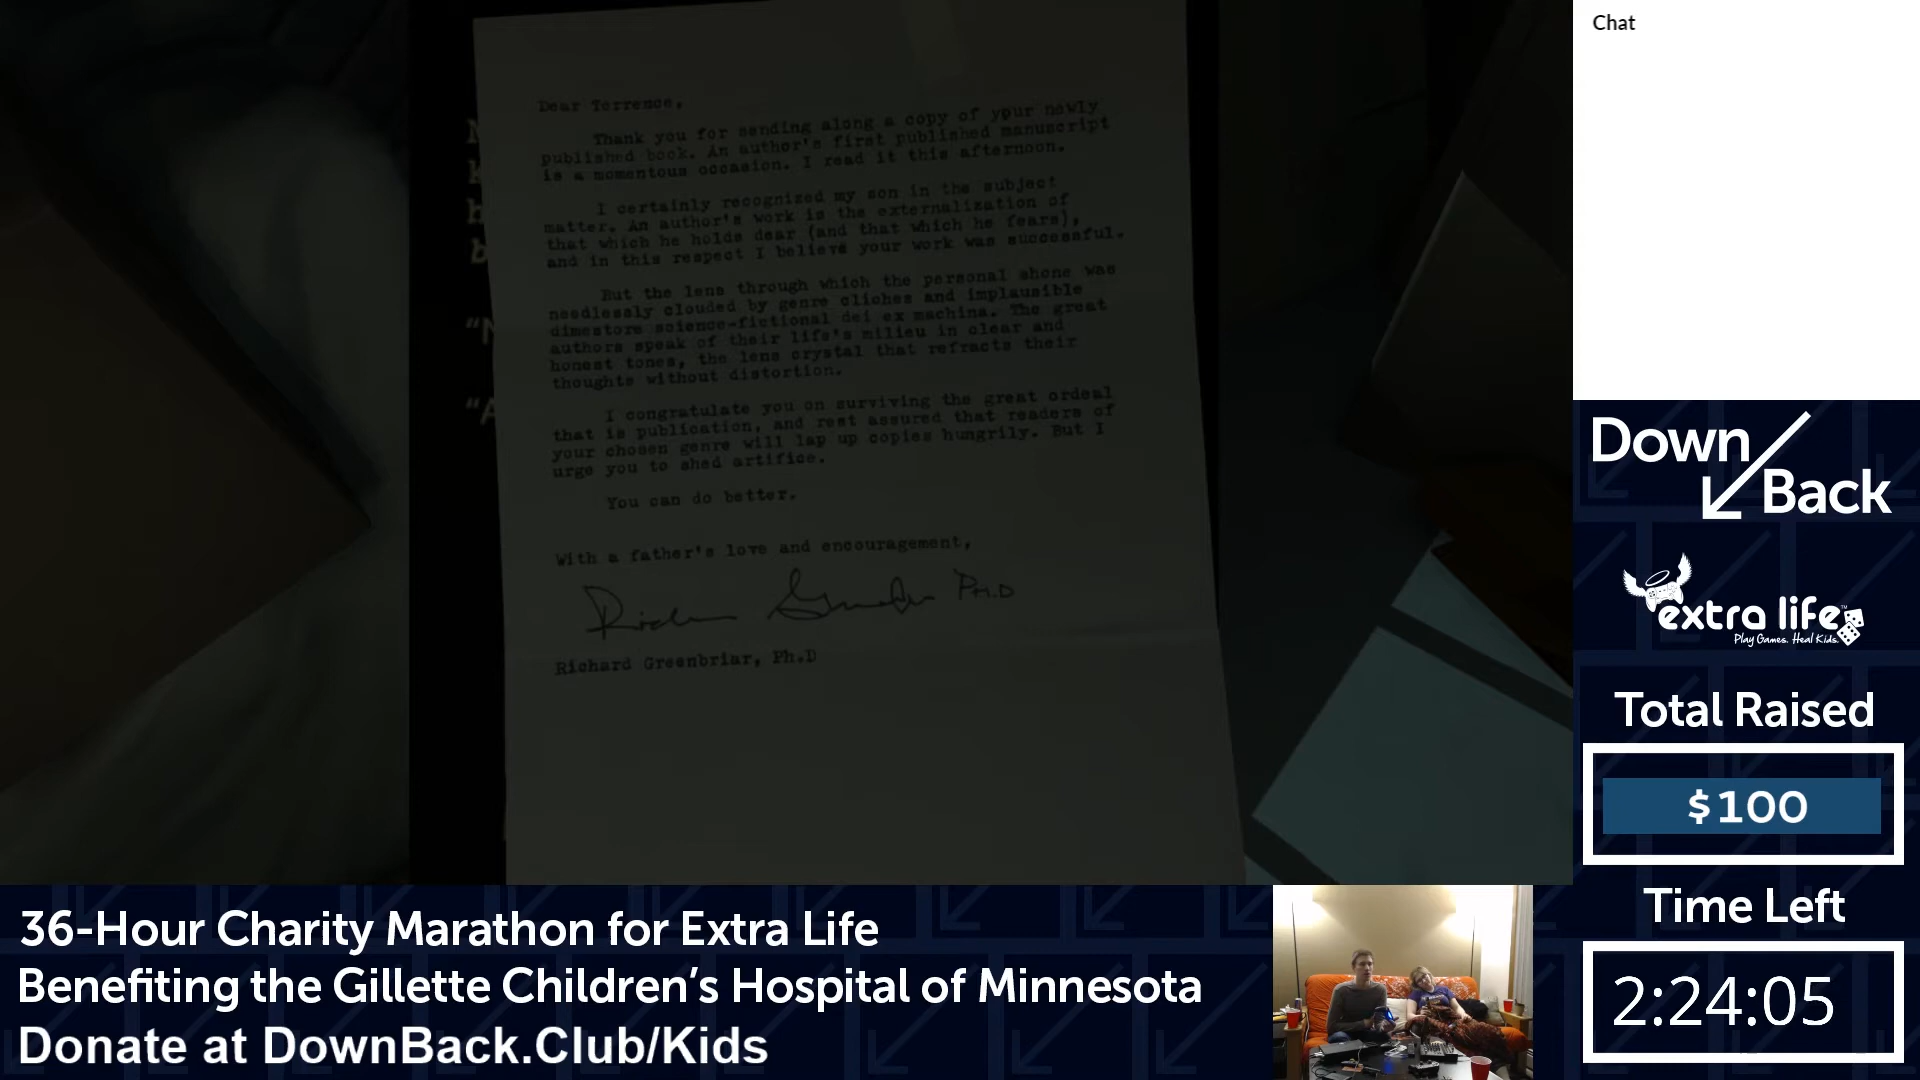 Chat
Dear Terrence,
Thank you for sending along a copy of your newly
published book. An author's first published manuscript
is a momentous occasion. I read it this afternoon.
I certainly recognized my son in the subject
matter. An author's work is the externalization of
that which he holds dear (and that which he fears),
and in this respect I believe your work was successful.
But the lens through which the personal shone was
needlessly clouded by genre cliches and implausible
dimestore science-fictional dei ex machina. The great
authors speak of their life's milieu in clear and
honest tones, the lens crystal that refracts their
thoughts without distortion.
I congratulate you on surviving the great ordeal
that is publication, and rest assured that readers of
your chosen genre will lap up copies hungrily. But I
urge you to shed artifice.
You can do better.
With a father's love and encouragement,
Ph.D
Richard Greenbriar, Ph.D
Down
Back
extra life
Play Games. Heal Kids.
Total Raised
$100
Time Left
2:24:05
36-Hour Charity Marathon for Extra Life
Benefiting the Gillette Children's Hospital of Minnesota
Donate at DownBack.Club/Kids